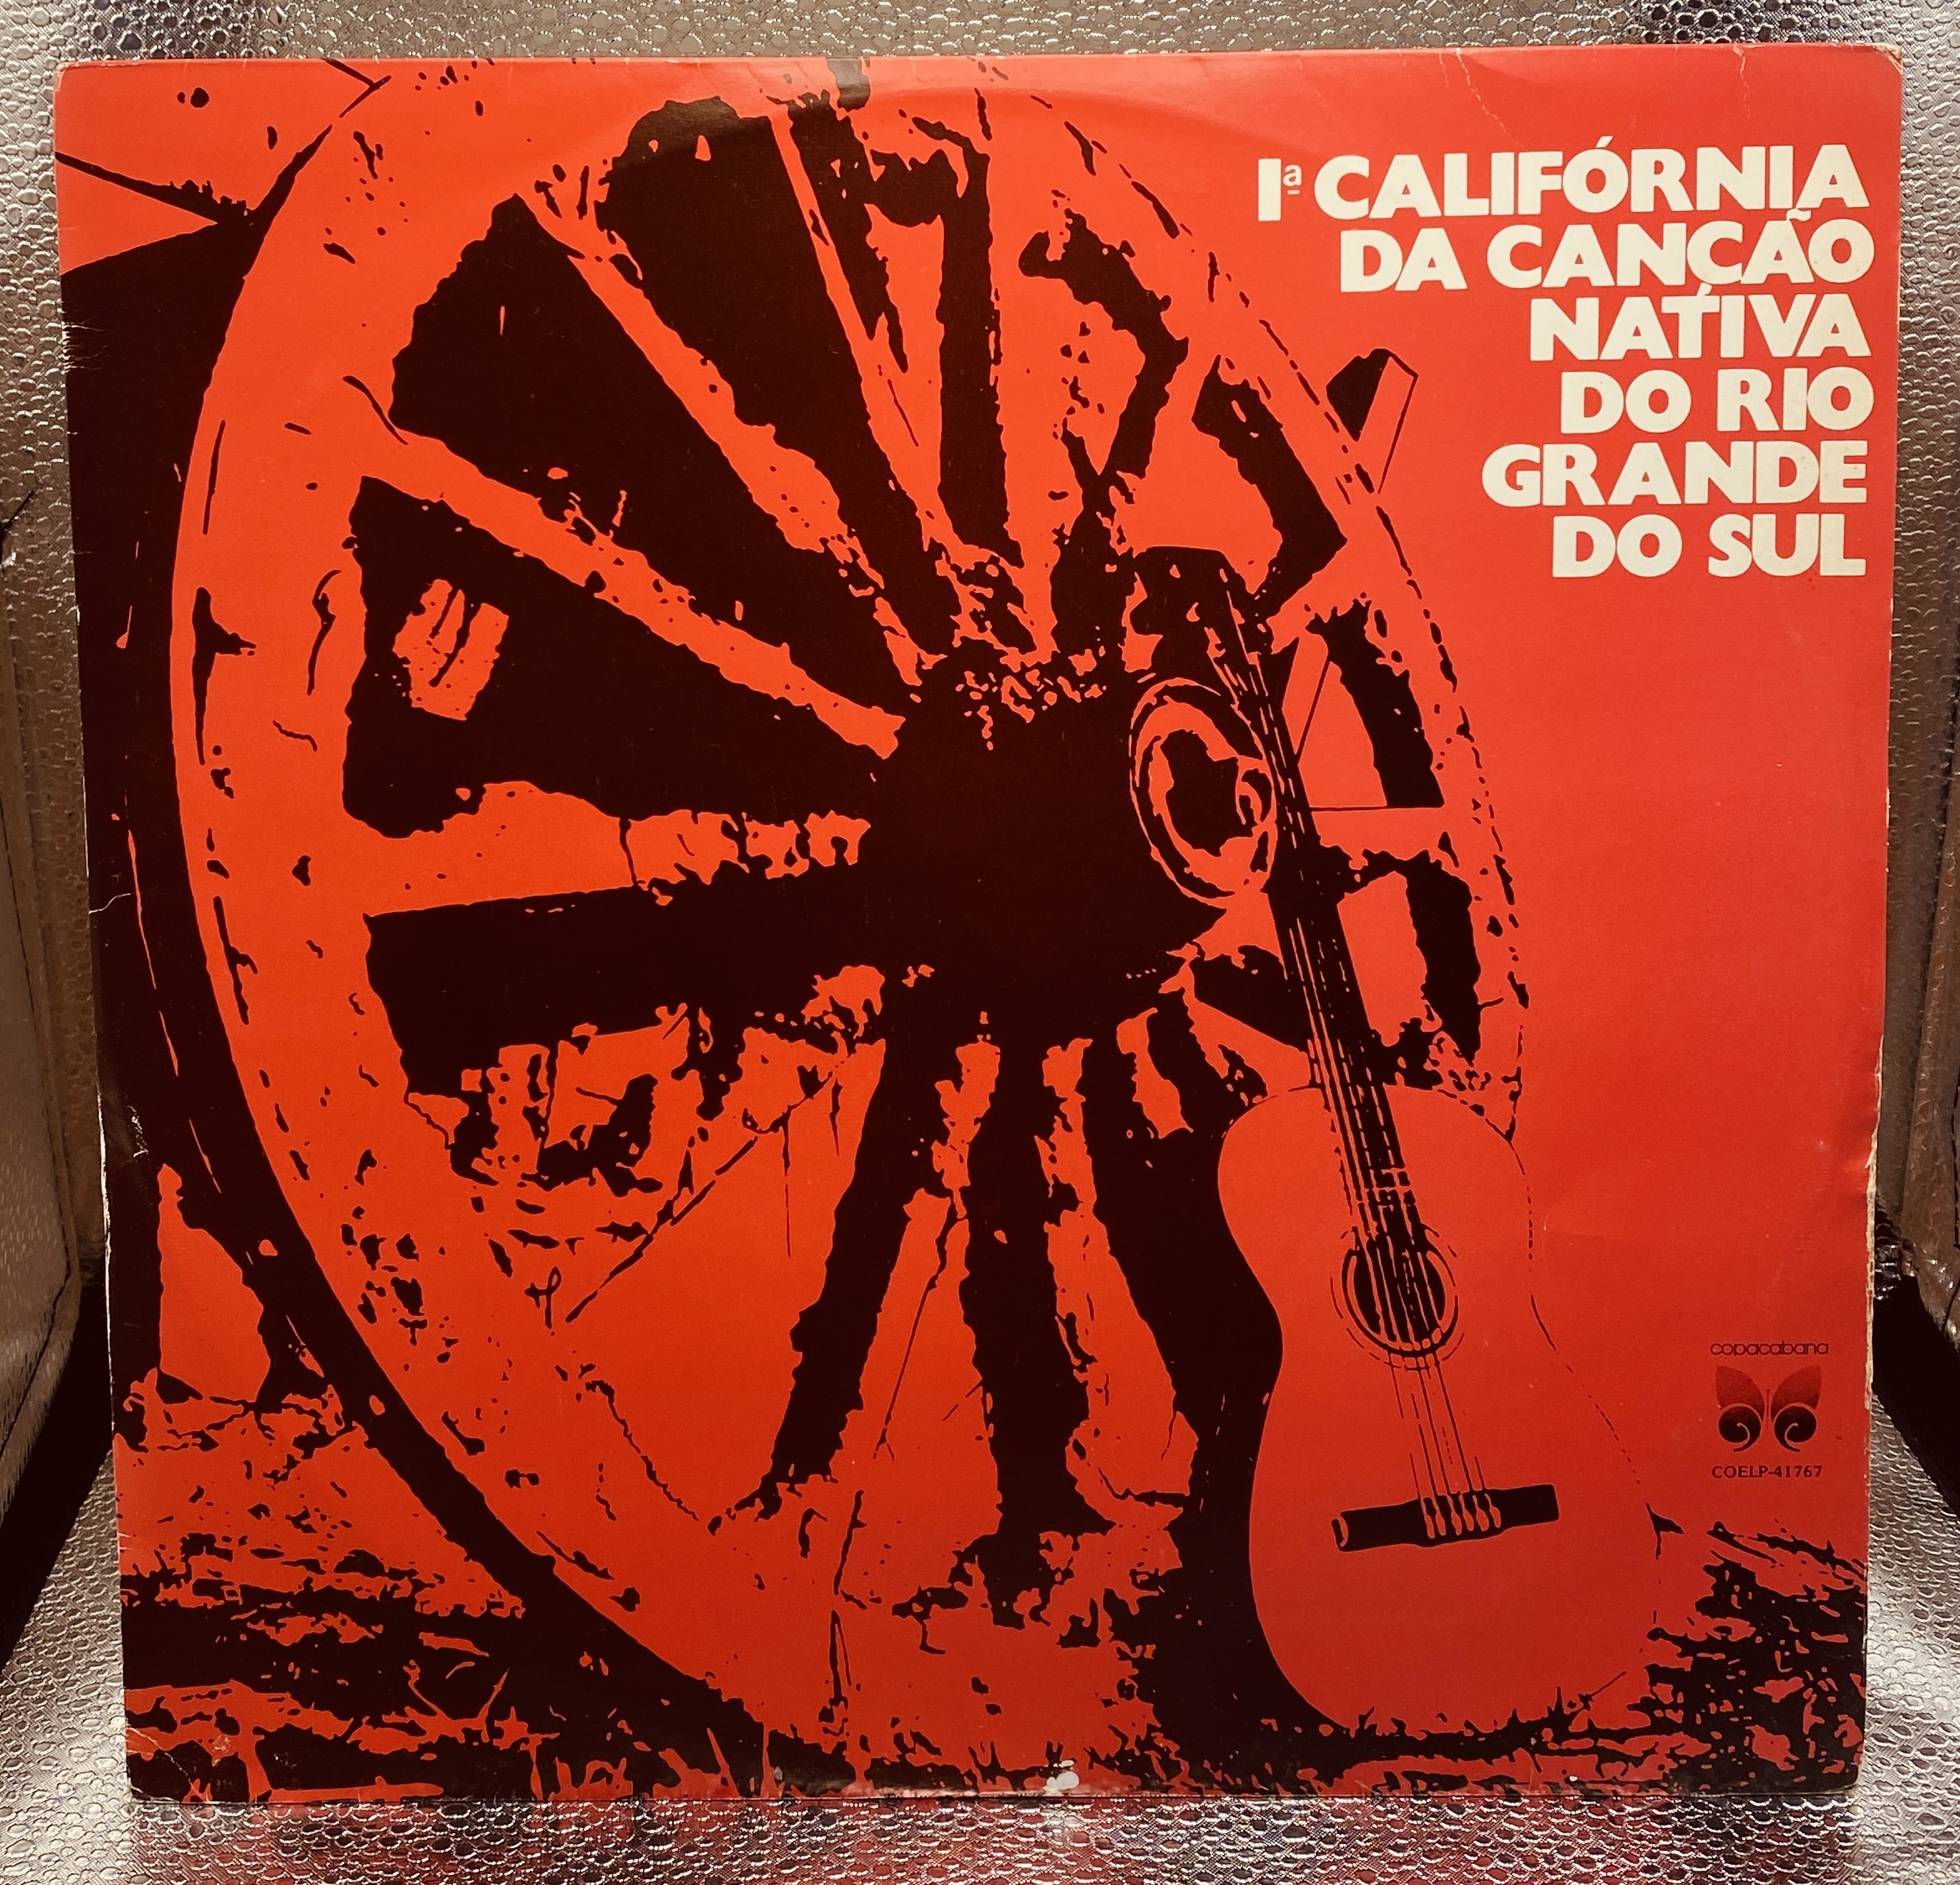 1ª CALIFÓRNIA
DA CANÇÃO
NATIVA
DO RIO
GRANDE
DO SUL
copacabana
COELP-41767